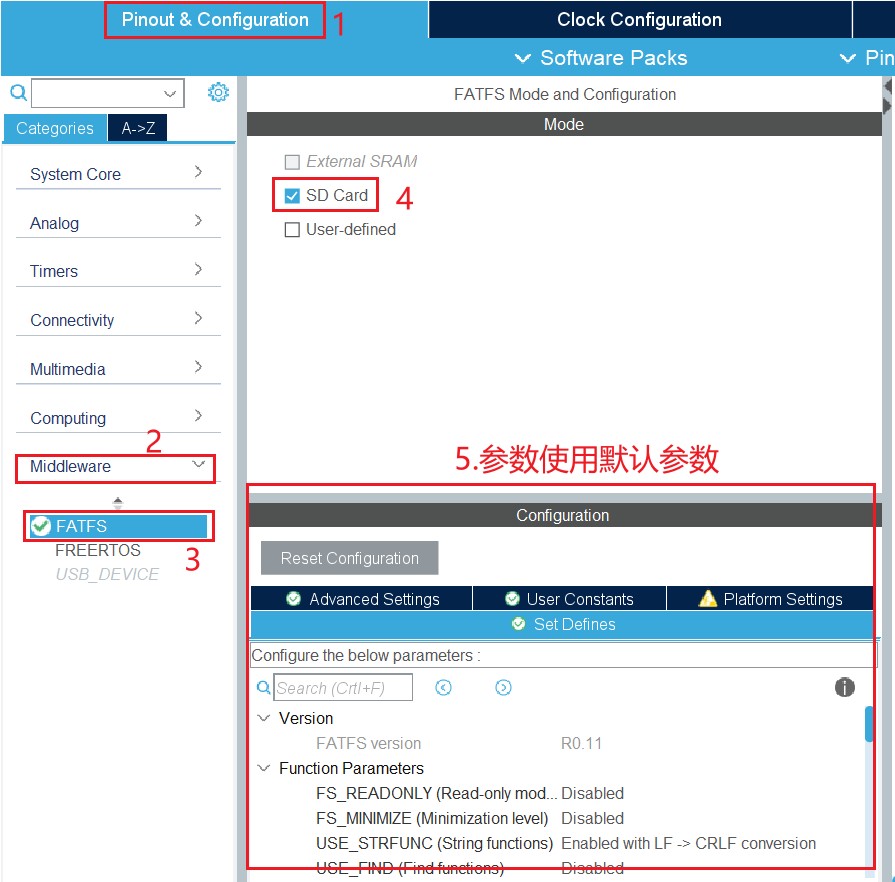 Pinout & Configuration 1 Clock Configuration
Software Packs Pin
FATFS Mode and Configuration
Categories A->Z
Mode
External SRAM
System Core
SD Card 4
Analog
User-defined
Timers
Connectivity
Multimedia
Computing
2
Middleware
5.参数使用默认参数
Configuration
FATFS
FREERTOS 3
USB_DEVICE
Reset Configuration
Advanced Settings User Constants Platform Settings
Set Defines
Configure the below parameters :
Search (Crtl+F)
Version
FATFS version R0.11
Function Parameters
FS_READONLY (Read-only mod... Disabled
FS_MINIMIZE (Minimization level) Disabled
USE_STRFUNC (String functions) Enabled with LF -> CRLF conversion
USE_FIND (Find functions) Disabled